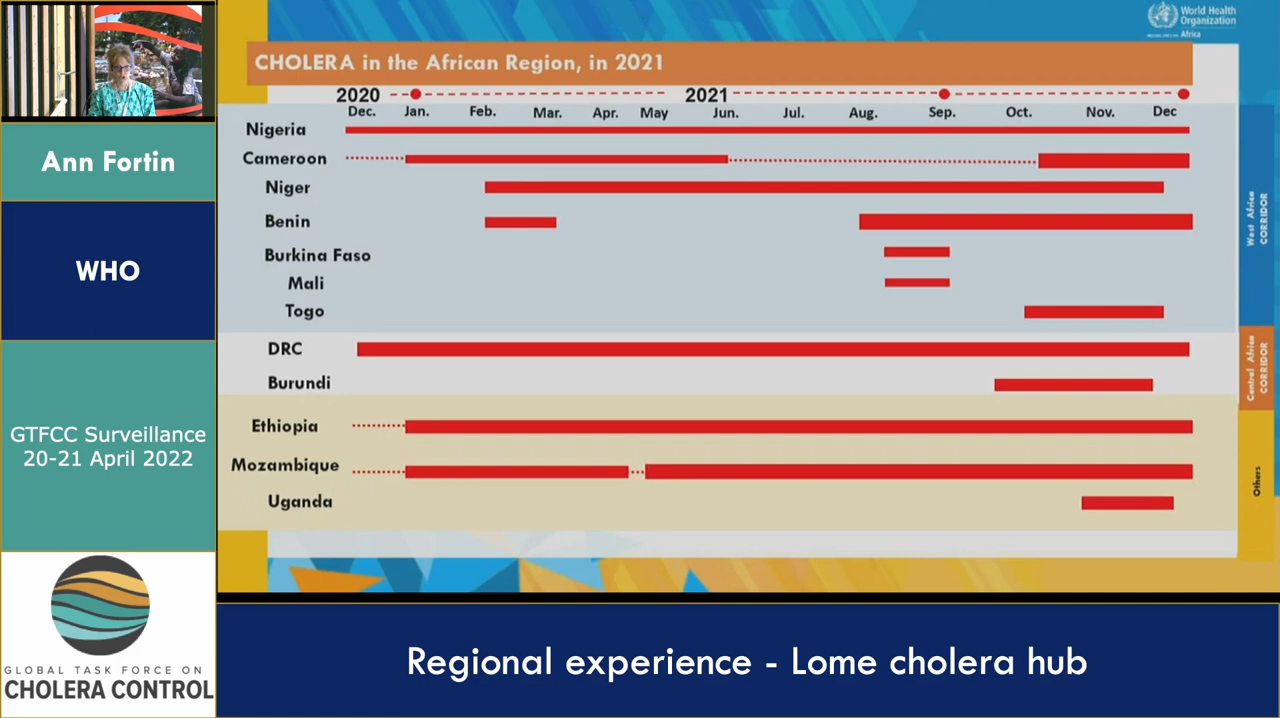 World Health
Organization
Africa
CHOLERA in the African Region, in 2021
2020
2021
Dec. Jan. Feb. Mar. Apr. May Jun. Jul. Aug. Sep. Oct. Nov. Dec
Nigeria
Cameroon
Niger
Benin
Burkina Faso
Mali
Togo
DRC
Burundi
Ethiopia
Mozambique
Uganda
West Africa
CORRIDOR
Central Africa
CORRIDOR
Others
Ann Fortin
WHO
GTFCC Surveillance
20-21 April 2022
GLOBAL TASK FORCE ON
CHOLERA CONTROL
Regional experience - Lome cholera hub